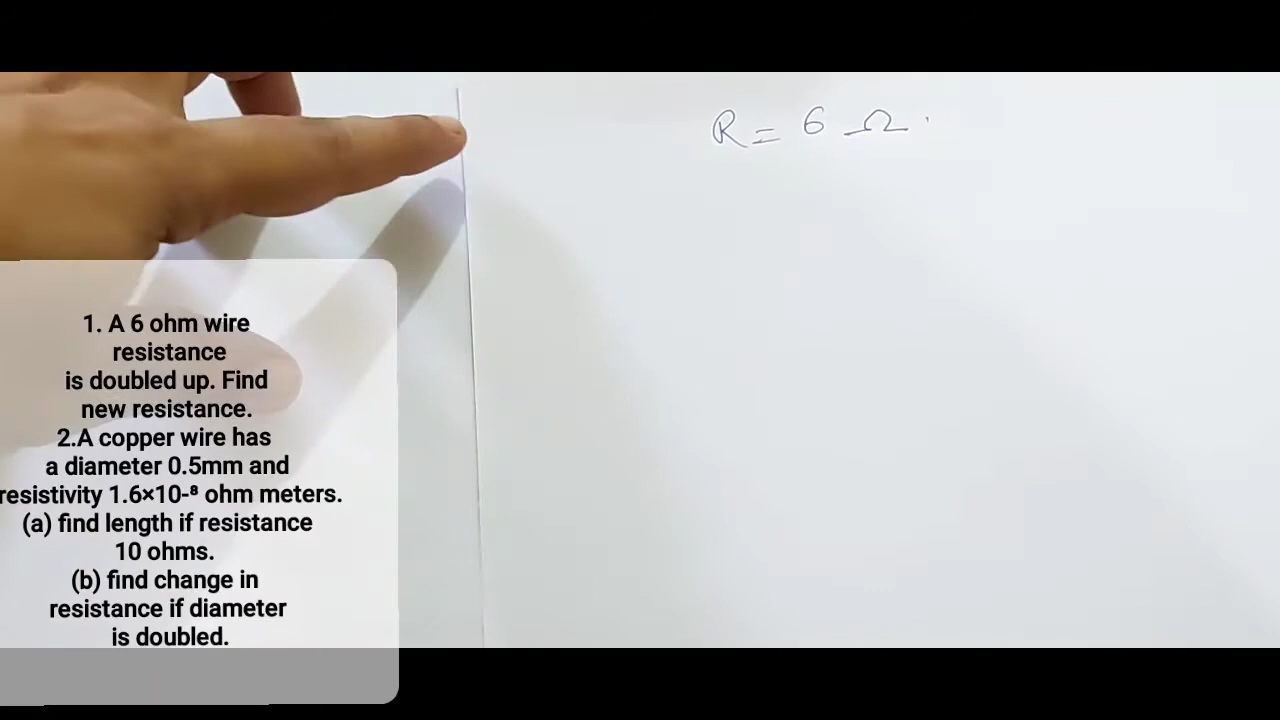 R = 6 Ω.
1. A 6 ohm wire
resistance
is doubled up. Find
new resistance.
2.A copper wire has
a diameter 0.5mm and
resistivity 1.6×10-⁸ ohm meters.
(a) find length if resistance
10 ohms.
(b) find change in
resistance if diameter
is doubled.